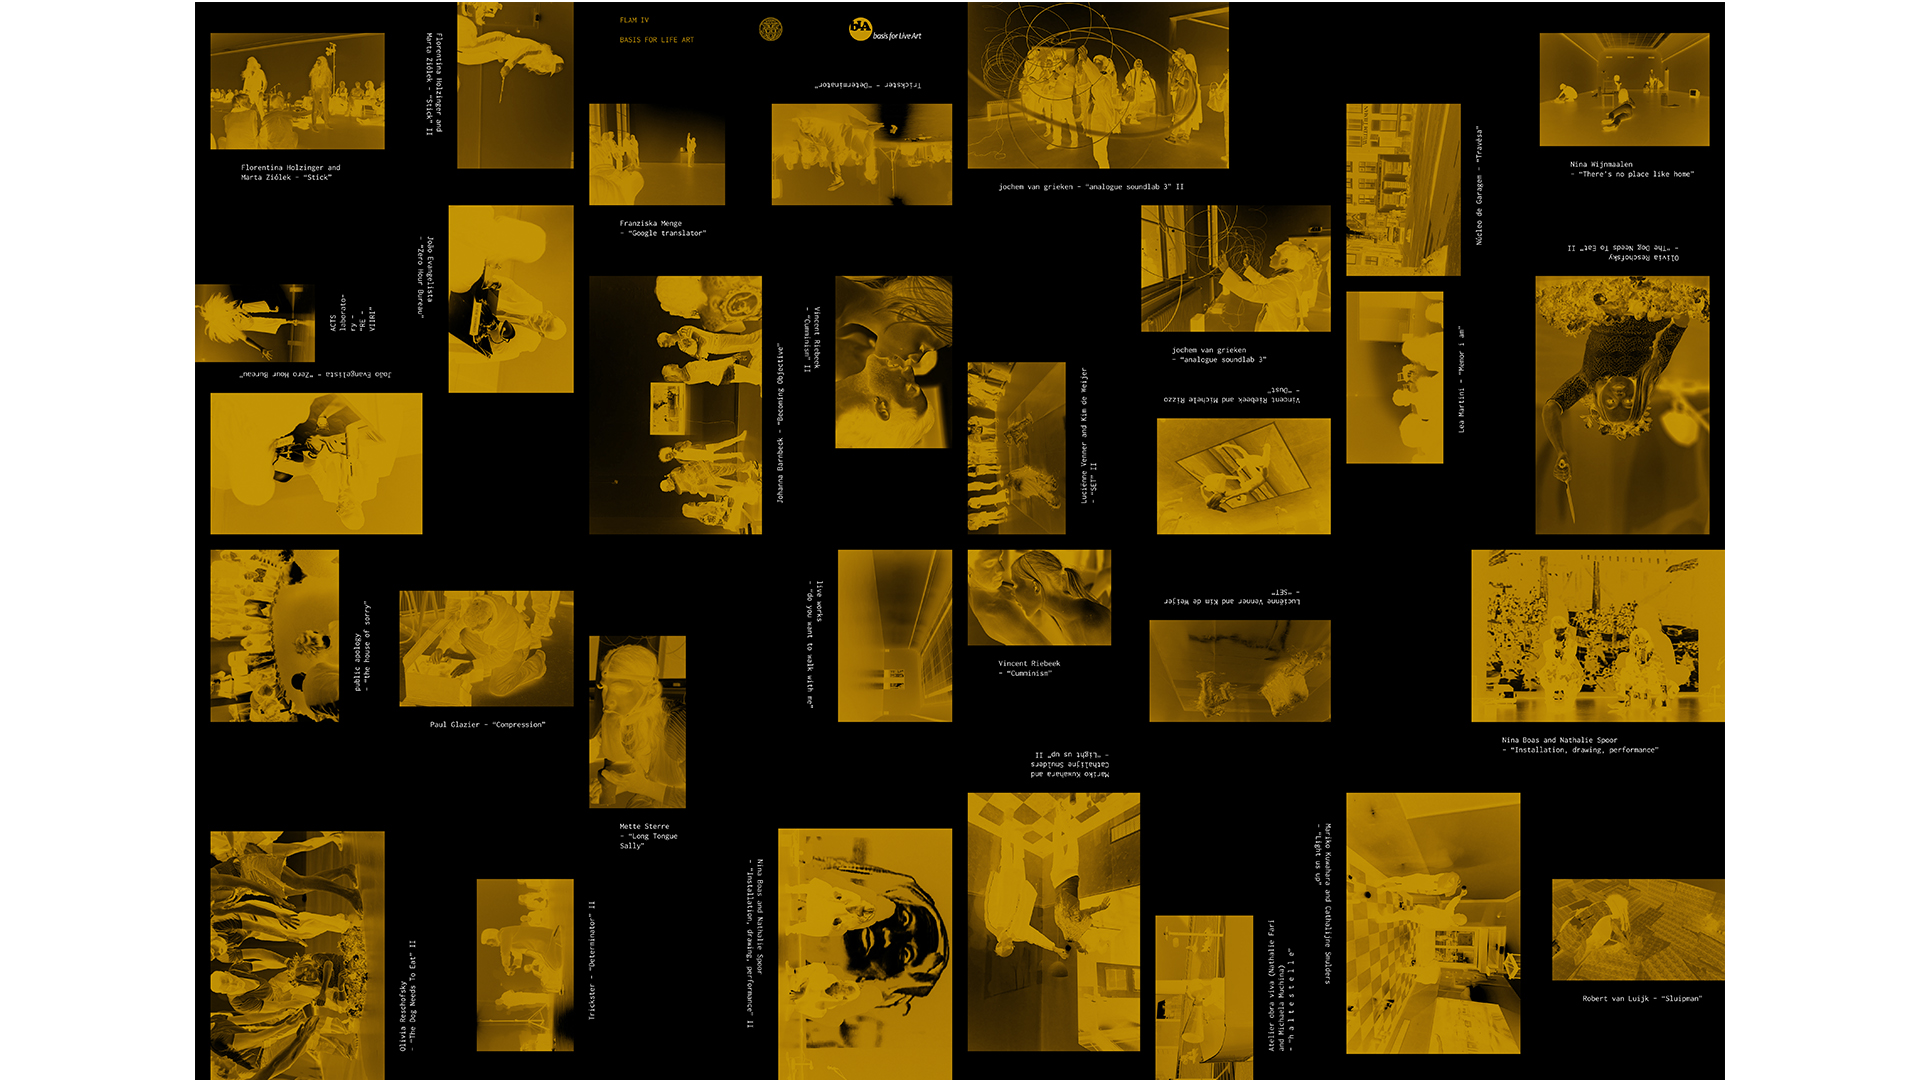 FLAM IV
BASIS FOR LIFE ART
bLA
basis for Live Art
Florentina Holzinger and
Marta Ziólek - “Stick”
Florentina Holzinger and
Marta Ziólek - “Stick” II
Franziska Menge
- “Google translator”
Trickster - “Determinator”
jochem van grieken - “analogue soundlab 3” II
Núcleo de Garagem - “Travésa”
Nina Wijnmaalen
- “There's no place like home”
João Evangelista
- “Zero Hour Bureau”
ACTS
laborato-
ry -
“RE -
VIIRI”
João Evangelista - “Zero Hour Bureau”
Johanna Barnbeck - “Becoming Objective”
Vincent Riebeek
- “Cumminism” II
jochem van grieken
- “analogue soundlab 3”
Luciënne Venner and Kim de Weijer
- “SET” II
Vincent Riebeek and Michele Rizzo
- “Dust”
Lea Martini - “Menor i am”
Olivia Reschofsky
- “The Dog Needs To Eat” II
public apology
- “the house of sorry”
Paul Glazier - “Compression”
Mette Sterre
- “Long Tongue
Sally”
live works
- “do you want to walk with me”
Vincent Riebeek
- “Cumminism”
Luciënne Venner and Kim de Weijer
- “SET”
Nina Boas and Nathalie Spoor
- “Installation, drawing, performance”
Olivia Reschofsky
- “The Dog Needs To Eat” II
Trickster - “Determinator” II
Nina Boas and Nathalie Spoor
- “Installation, drawing, performance” II
Mariko Kuwahara and
Cathalijne Smulders
- “Light us up” II
Atelier obra viva (Nathalie Fari
and Michaela Muchina)
- “h a l t e s t e l l e”
Mariko Kuwahara and Cathalijne Smulders
- “Light us up”
Robert van Luijk - “Sluipman”